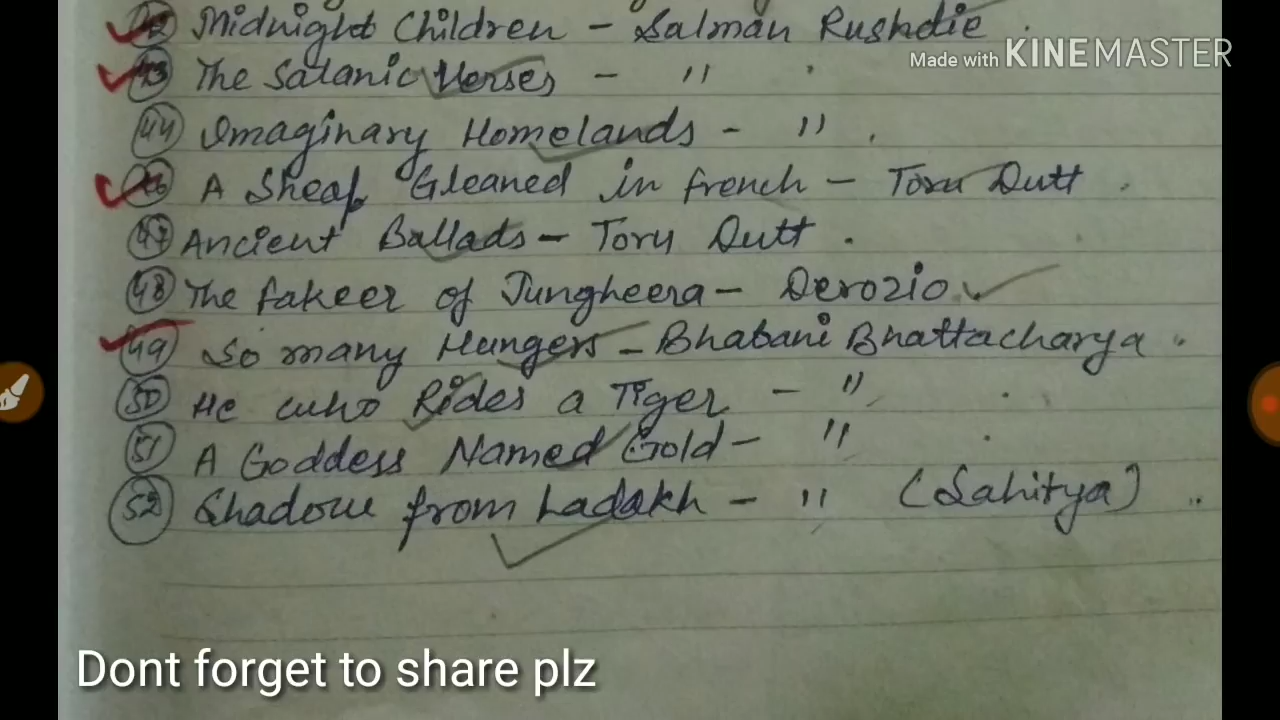 42 Midnight Children - Salman Rushdie.
Made with KINEMASTER
43 The Satanic Verses - "
44 Imaginary Homelands - " .
46 A Sheaf Gleaned in french - Toru Dutt.
47 Ancient Ballads - Toru Dutt.
48 The fakeer of Jungheera - Derozio.
49 So many Hungers - Bhabani Bhattacharya.
50 He who Rides a Tiger - " .
51 A Goddess Named Gold - " .
52 Shadow from Ladakh - " (Sahitya) ..
Dont forget to share plz